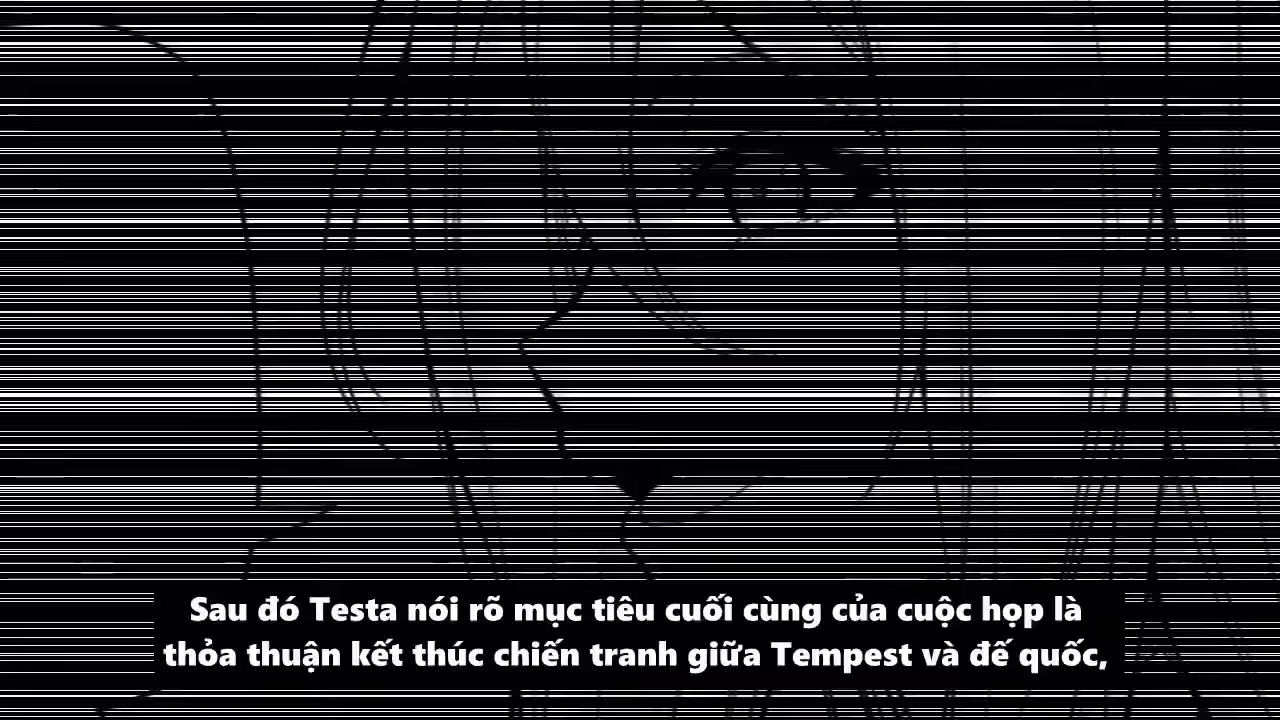 Sau đó Testa nói rõ mục tiêu cuối cùng của cuộc họp là
thỏa thuận kết thúc chiến tranh giữa Tempest và đế quốc,